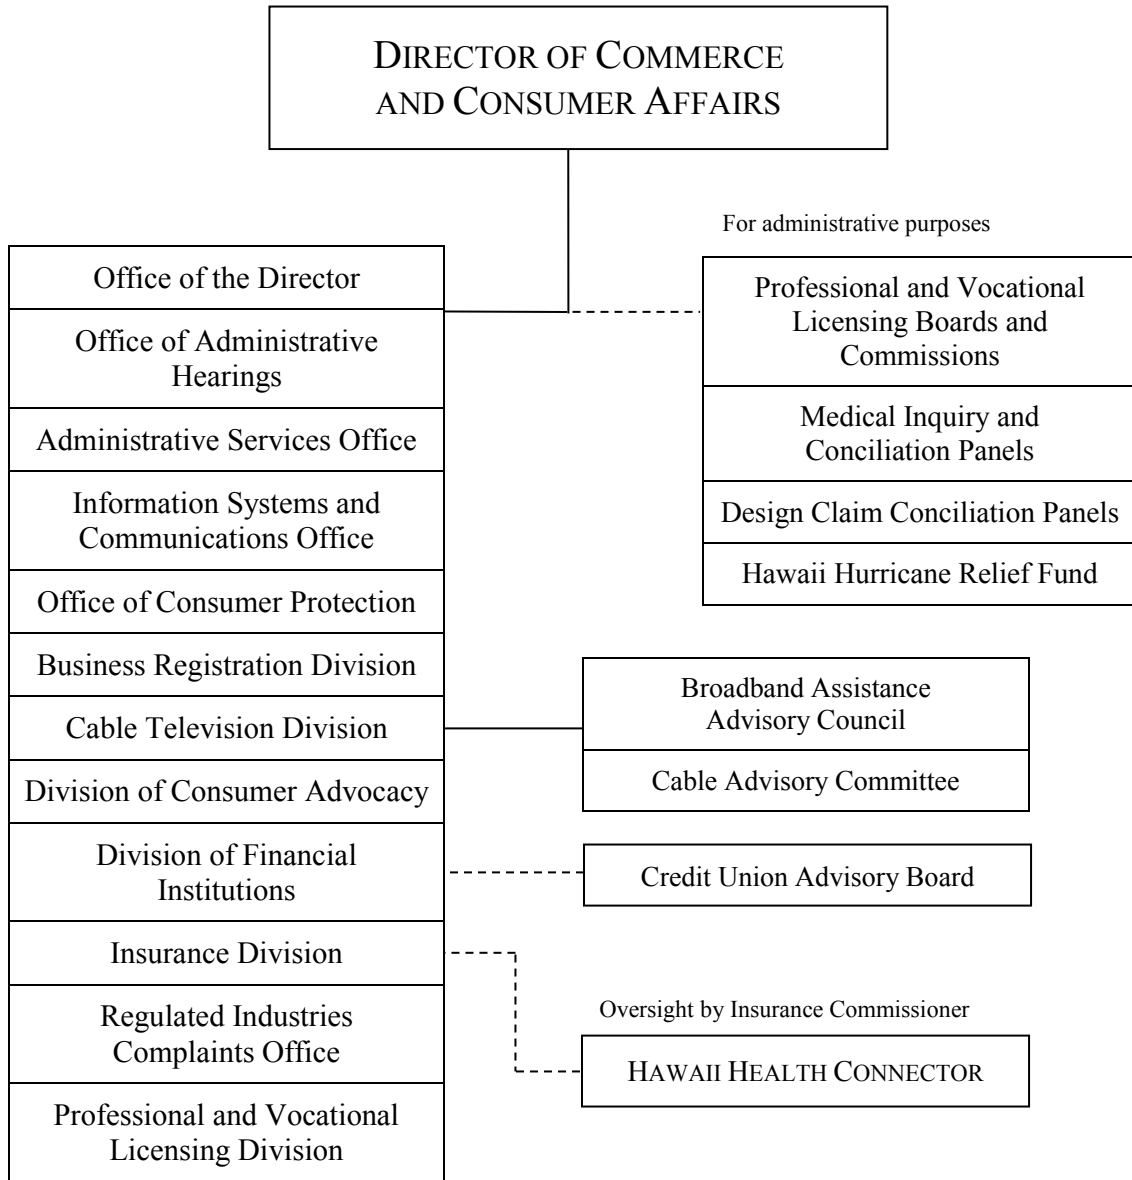 DIRECTOR OF COMMERCE
AND CONSUMER AFFAIRS
For administrative purposes
Office of the Director
Office of Administrative
Hearings
Administrative Services Office
Information Systems and
Communications Office
Office of Consumer Protection
Business Registration Division
Cable Television Division
Division of Consumer Advocacy
Division of Financial
Institutions
Insurance Division
Regulated Industries
Complaints Office
Professional and Vocational
Licensing Division
Professional and Vocational
Licensing Boards and
Commissions
Medical Inquiry and
Conciliation Panels
Design Claim Conciliation Panels
Hawaii Hurricane Relief Fund
Broadband Assistance
Advisory Council
Cable Advisory Committee
Credit Union Advisory Board
Oversight by Insurance Commissioner
HAWAII HEALTH CONNECTOR